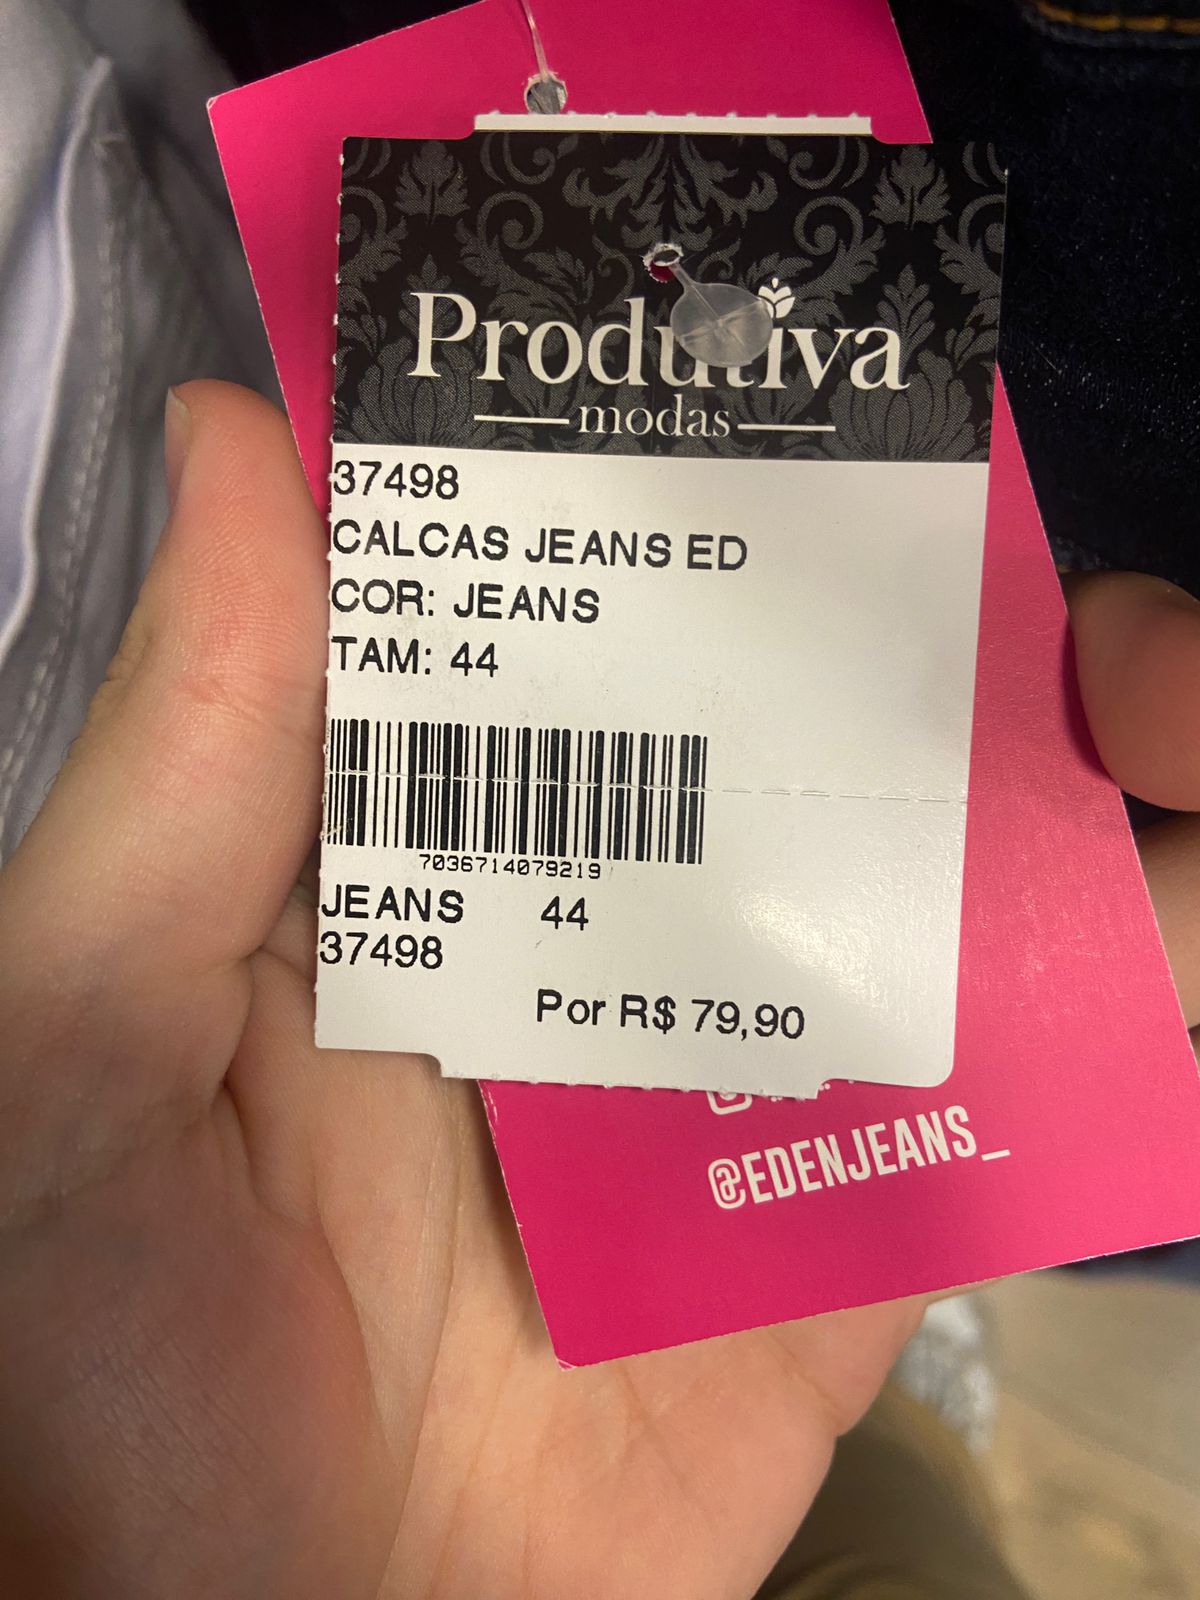 Produtiva
modas
37498
CALCAS JEANS ED
COR: JEANS
TAM: 44
7036714079219
JEANS 44
37498
Por R$ 79,90
@EDENJEANS_